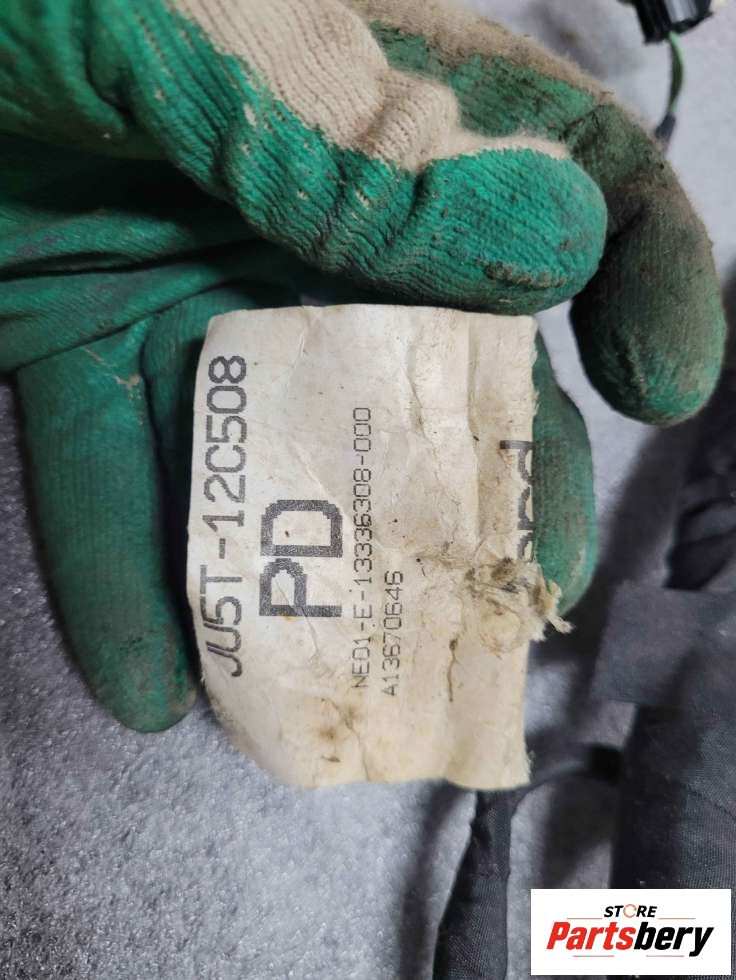 JU5T-12C508
PD
NE01-E-13336308-000
A13670646
STORE
Partsbery